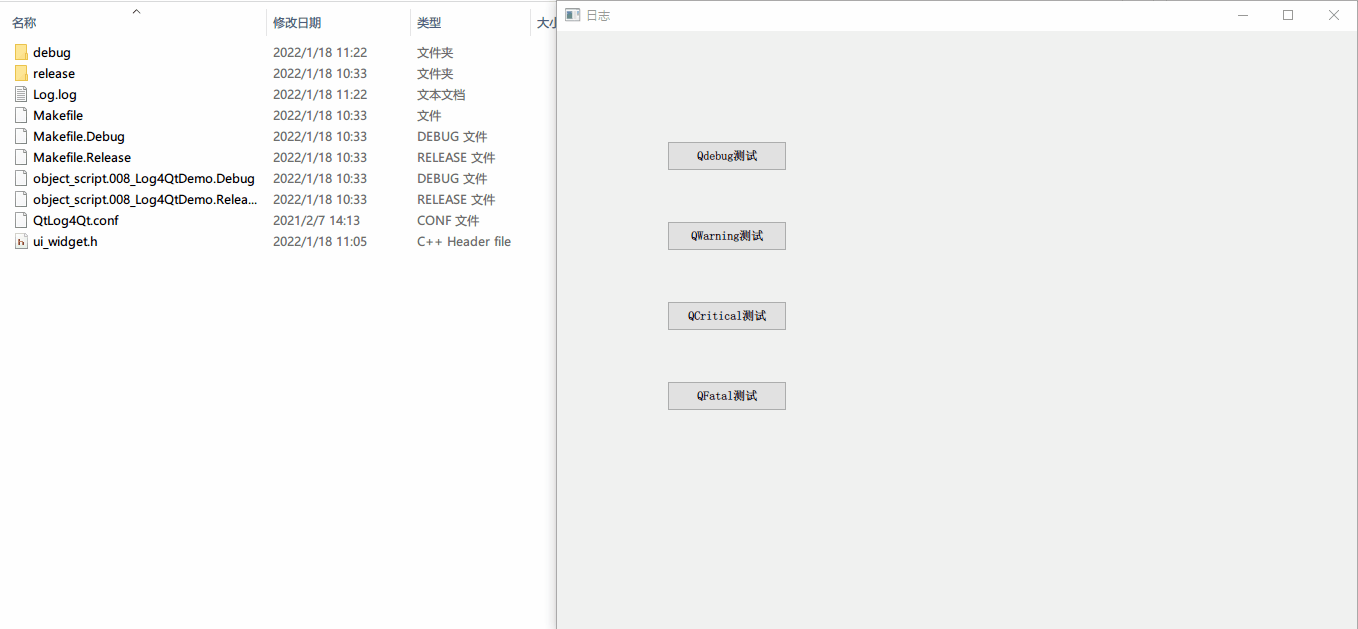 名称 修改日期 类型 大小
debug 2022/1/18 11:22 文件夹
release 2022/1/18 10:33 文件夹
Log.log 2022/1/18 11:22 文本文档
Makefile 2022/1/18 10:33 文件
Makefile.Debug 2022/1/18 10:33 DEBUG 文件
Makefile.Release 2022/1/18 10:33 RELEASE 文件
object_script.008_Log4QtDemo.Debug 2022/1/18 10:33 DEBUG 文件
object_script.008_Log4QtDemo.Relea... 2022/1/18 10:33 RELEASE 文件
QtLog4Qt.conf 2021/2/7 14:13 CONF 文件
ui_widget.h 2022/1/18 11:05 C++ Header file
日志
Qdebug测试
QWarning测试
QCritical测试
QFatal测试